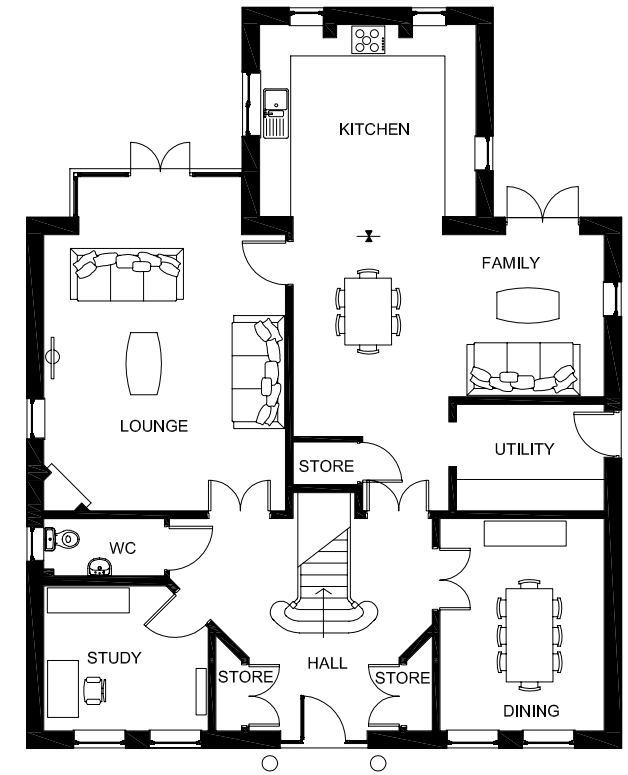 KITCHEN
FAMILY
LOUNGE
UTILITY
STORE
WC
STUDY
HALL
STORE
STORE
DINING